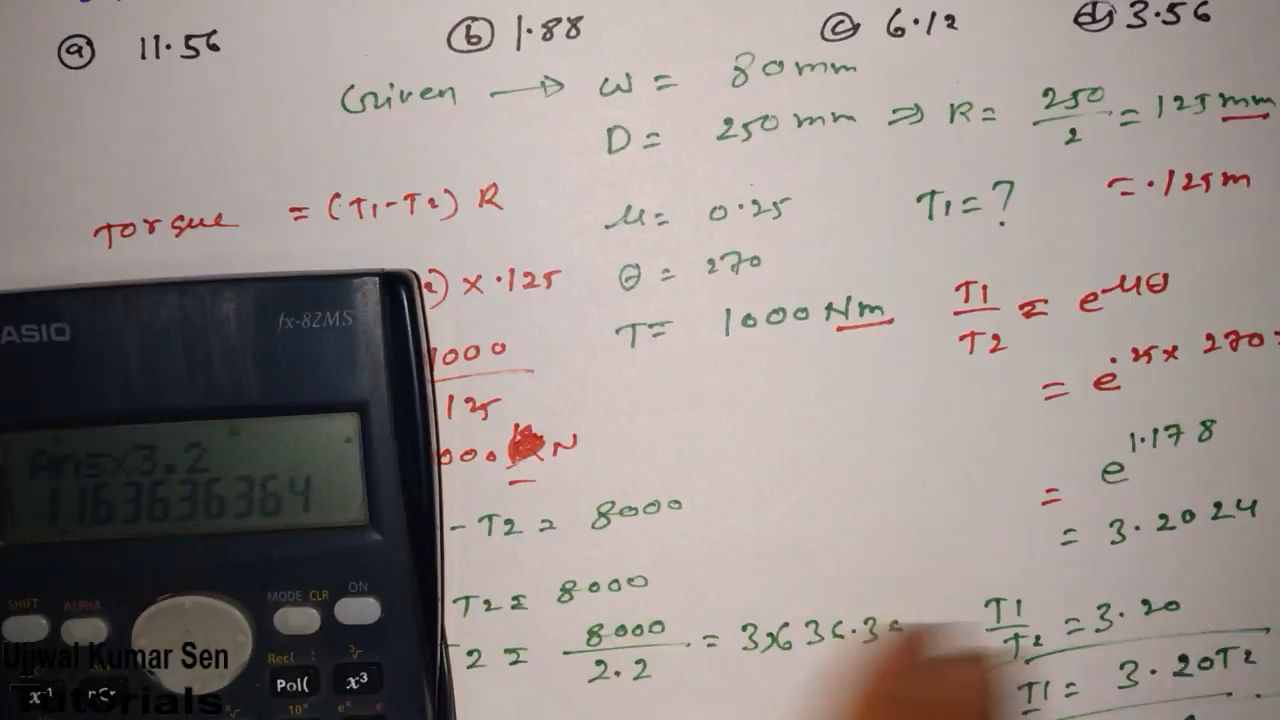 ⓐ 11.56 ⓑ 1.88 ⓒ 6.12 ⓓ 3.56
Given → W = 80mm
D = 250 mm ⇒ R = 250/2 = 125 mm
= .125m
Torque = (T1-T2) R
μ = 0.25 T1 = ?
) × .125
θ = 270
T = 1000 Nm
T1/T2 = e^μθ
1000
125
= e^.25 × 270
000 N
= e^1.178
= 3.2024
- T2 = 8000
T2 = 8000
T1/T2 = 3.20
T2 = 8000/2.2 = 3636.3
T1 = 3.20T2
ASIO
fx-82MS
Ans×3.2
11636.36364
SHIFT ALPHA MODE CLR ON
Rec( :
x⁻¹ nCr Pol( x³
Ujjwal Kumar Sen
Tutorials